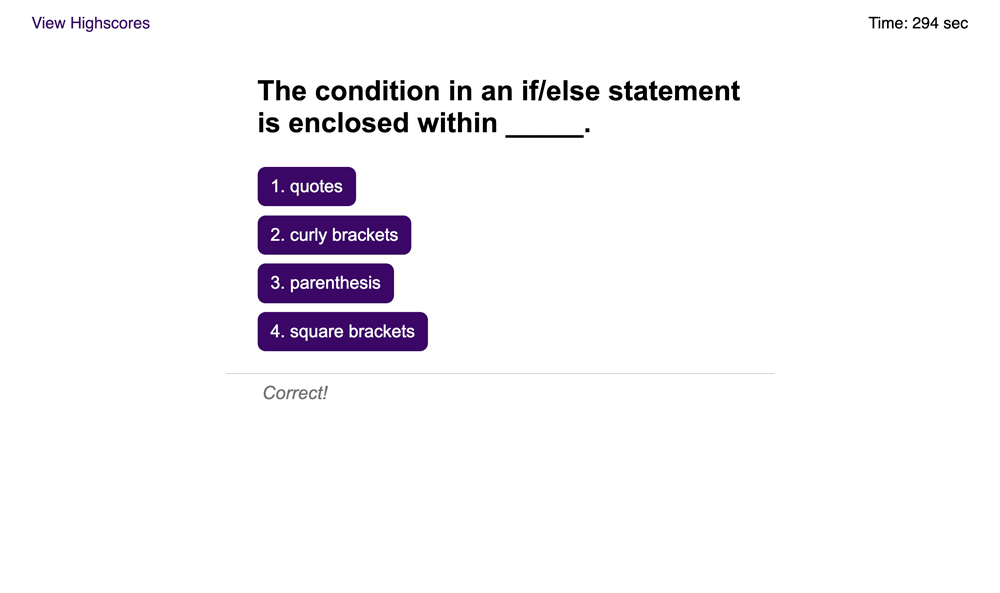 View Highscores
Time: 294 sec
The condition in an if/else statement
is enclosed within _____.
1. quotes
2. curly brackets
3. parenthesis
4. square brackets
Correct!